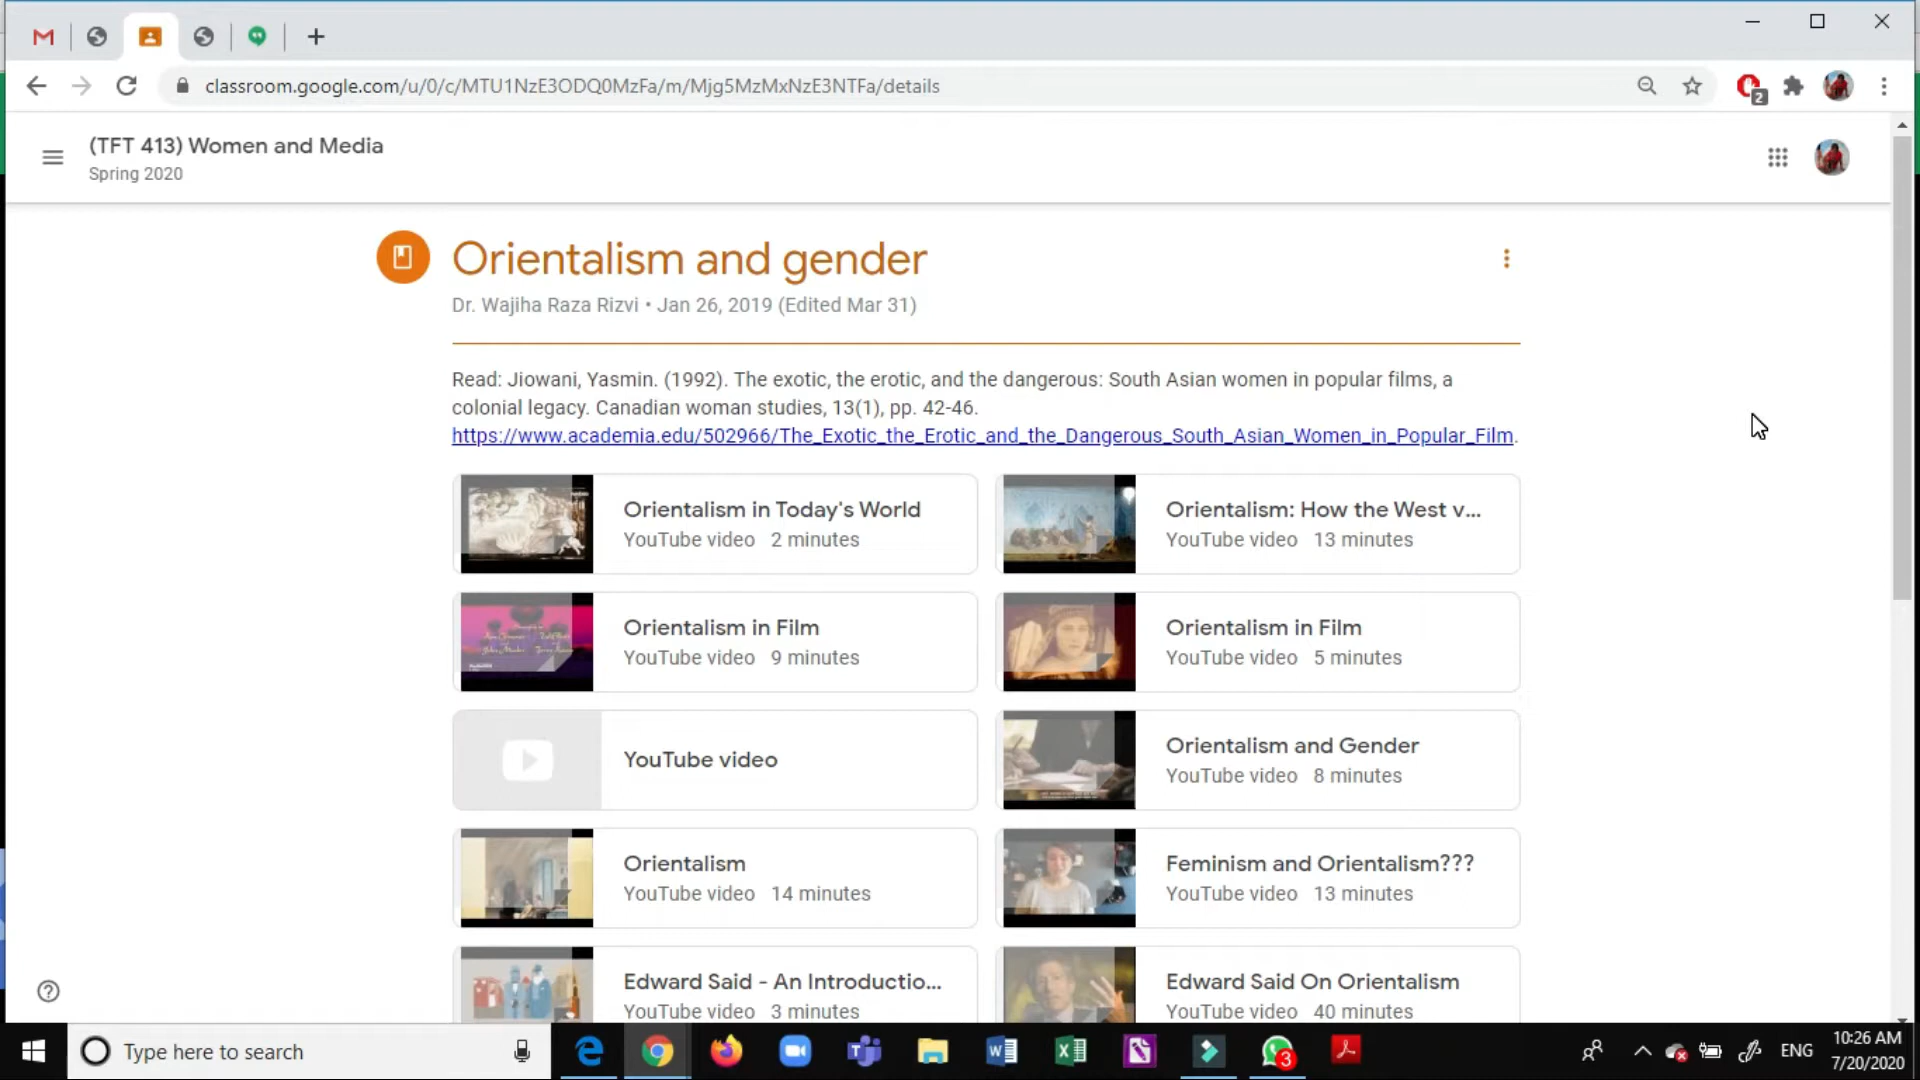 classroom.google.com/u/0/c/MTU1NzE3ODQ0MzFa/m/Mjg5MzMxNzE3NTFa/details
2
(TFT 413) Women and Media
Spring 2020
Orientalism and gender
Dr. Wajiha Raza Rizvi • Jan 26, 2019 (Edited Mar 31)
Read: Jiowani, Yasmin. (1992). The exotic, the erotic, and the dangerous: South Asian women in popular films, a
colonial legacy. Canadian woman studies, 13(1), pp. 42-46.
https://www.academia.edu/502966/The_Exotic_the_Erotic_and_the_Dangerous_South_Asian_Women_in_Popular_Film.
Orientalism in Today's World
YouTube video 2 minutes
Orientalism: How the West v...
YouTube video 13 minutes
Orientalism in Film
YouTube video 9 minutes
Orientalism in Film
YouTube video 5 minutes
YouTube video
Orientalism and Gender
YouTube video 8 minutes
Orientalism
YouTube video 14 minutes
Feminism and Orientalism???
YouTube video 13 minutes
Edward Said - An Introductio...
YouTube video 3 minutes
Edward Said On Orientalism
YouTube video 40 minutes
Type here to search
3
ENG
10:26 AM
7/20/2020